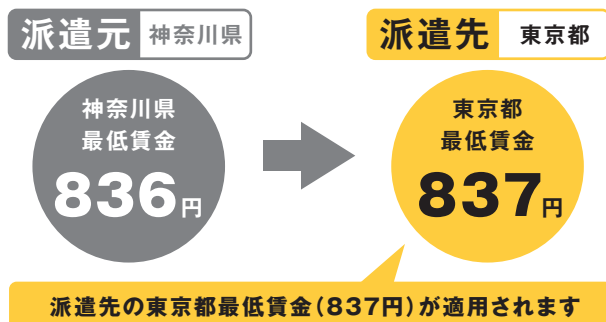 派遣元 神奈川県
派遣先 東京都
神奈川県
最低賃金
836円
東京都
最低賃金
837円
派遣先の東京都最低賃金(837円)が適用されます